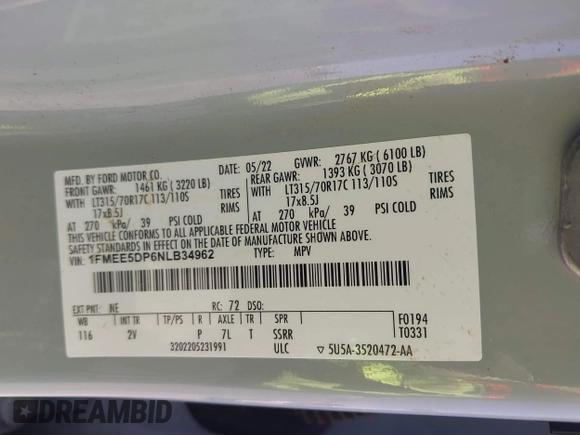 MFD. BY FORD MOTOR CO. 05/22 GVWR: 2767 KG ( 6100 LB)
FRONT GAWR: 1461 KG ( 3220 LB) REAR GAWR: 1393 KG ( 3070 LB)
WITH LT315/70R17C 113/110S TIRES WITH LT315/70R17C 113/110S TIRES
17x8.5J RIMS 17x8.5J RIMS
AT 270 kPa/ 39 PSI COLD AT 270 kPa/ 39 PSI COLD
THIS VEHICLE CONFORMS TO ALL APPLICABLE FEDERAL MOTOR VEHICLE
SAFETY STANDARDS IN EFFECT ON THE DATE OF MANUFACTURE SHOWN ABOVE.
VIN: 1FMEE5DP6NLB34962 TYPE: MPV
EXT PNT: NE RC: 72 DSO:
WB INT TR TP/PS R AXLE TR SPR F0194
116 2V P 7L T SSRR T0331
3202205231991 ULC 5U5A-3520472-AA
DREAMBID